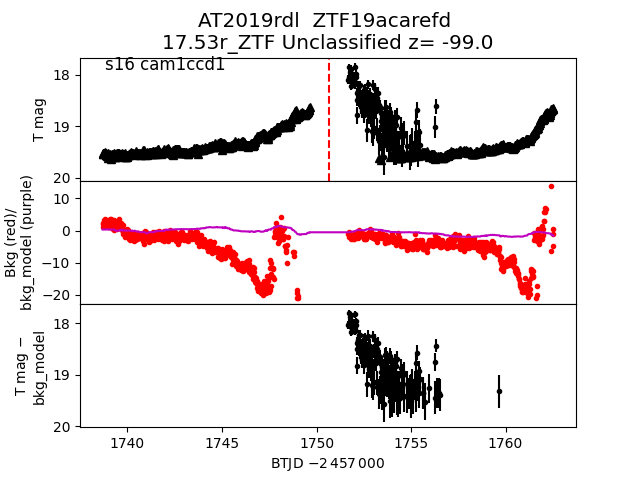 AT2019rdl  ZTF19acarefd
17.53r_ZTF Unclassified z= -99.0
s16 cam1ccd1
T mag
18
19
20
Bkg (red)/
bkg_model (purple)
10
0
−10
−20
T mag −
bkg_model
18
19
20
1740
1745
1750
1755
1760
BTJD −2 457 000